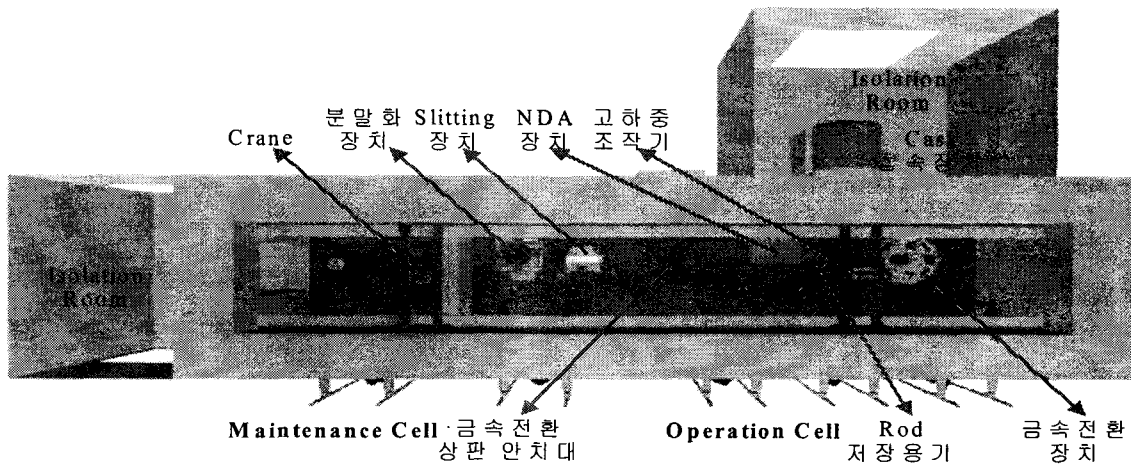 Isolation
Room
Crane
분말화
장치
Slitting
장치
NDA
장치
고하중
조작기
Isolation
Room
Maintenance Cell
금속전환
상판 안치대
Operation Cell
Rod
저장용기
금속전환
장치